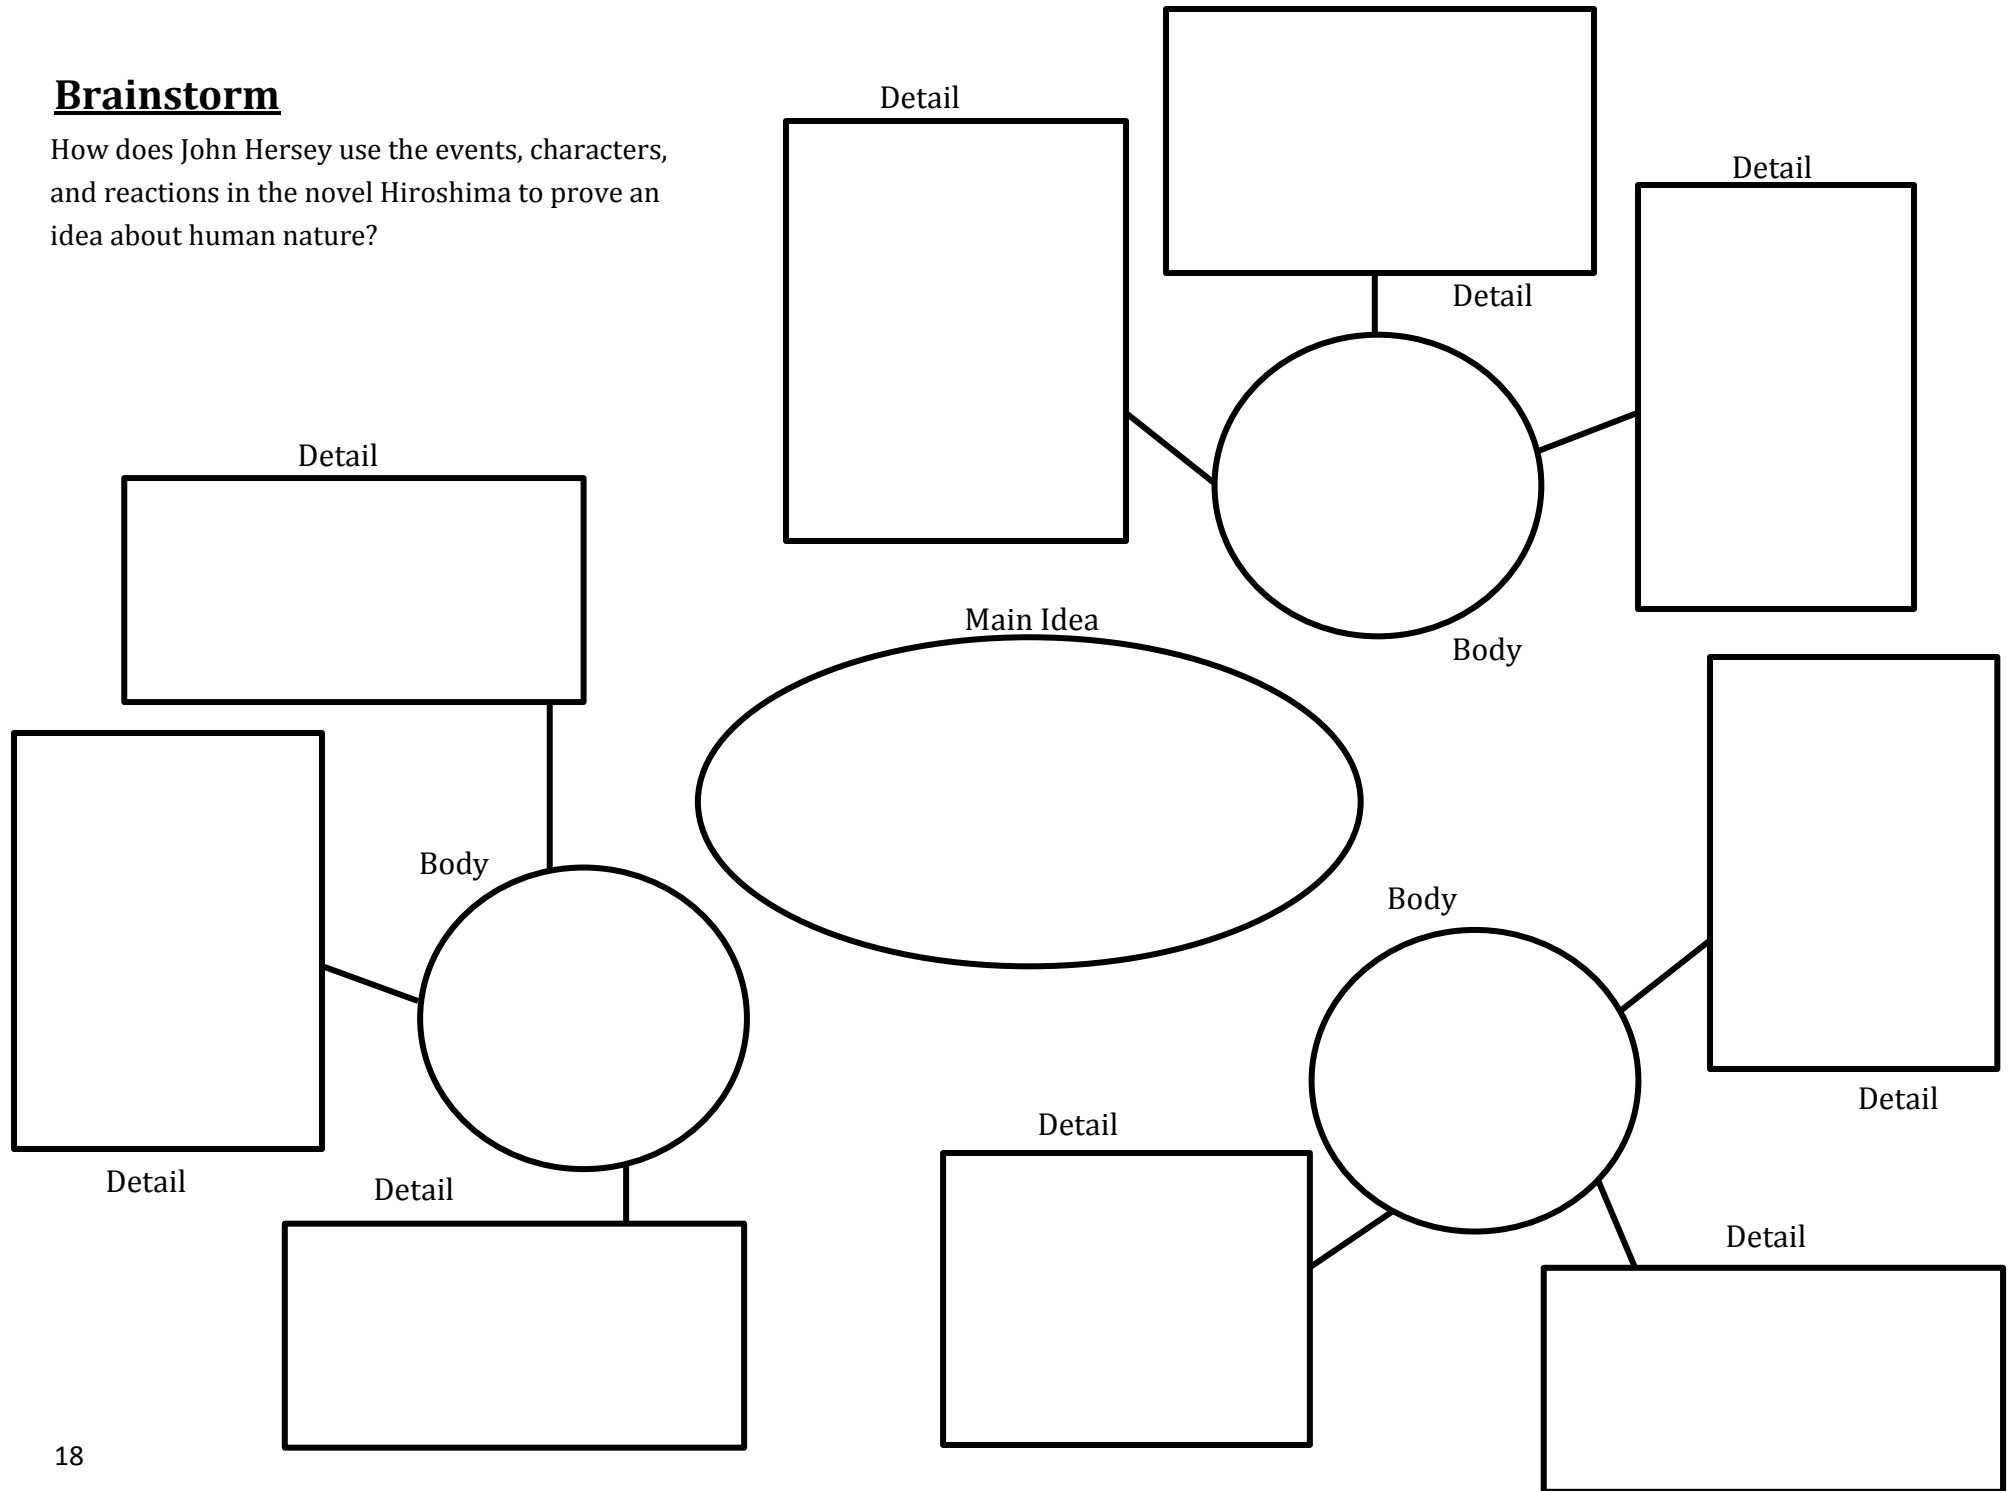 Brainstorm
How does John Hersey use the events, characters,
and reactions in the novel Hiroshima to prove an
idea about human nature?
Detail
Detail
Detail
Detail
Main Idea
Body
Body
Body
Detail
Detail
Detail
Detail
Detail
18